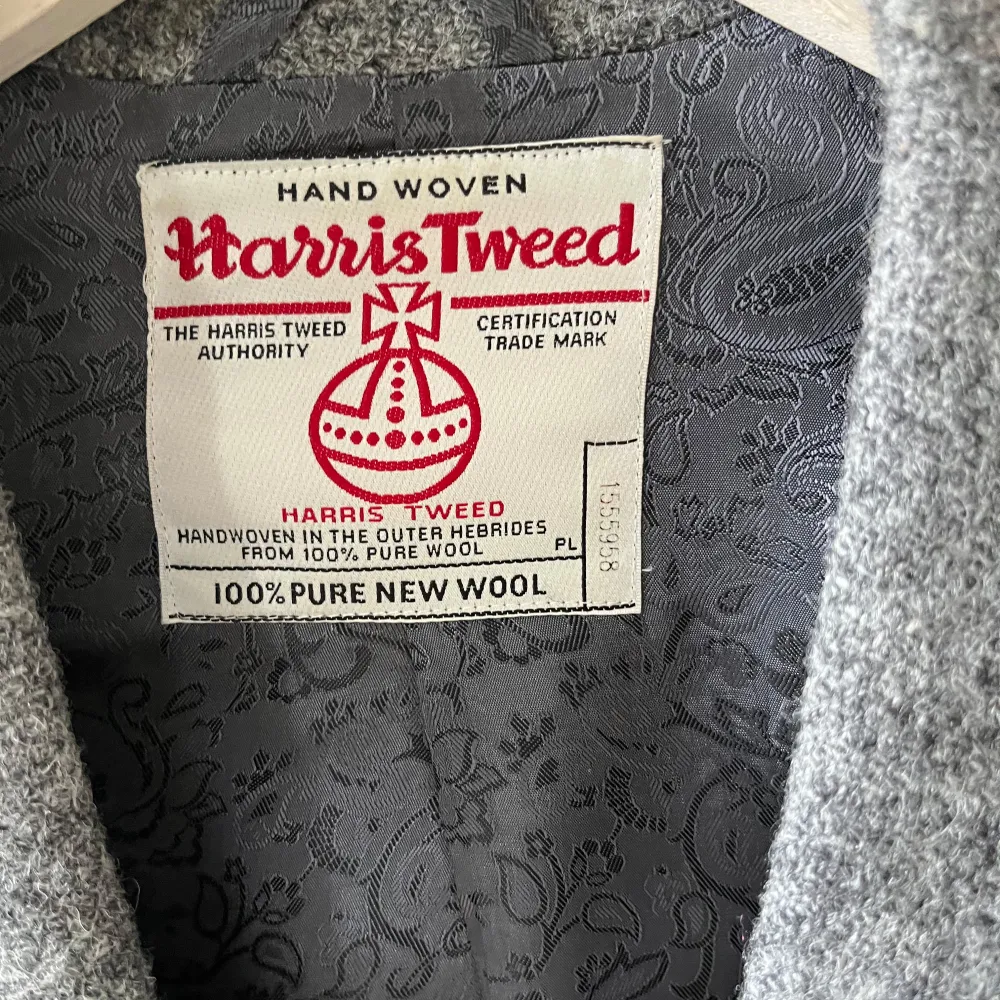 HAND WOVEN
Harris Tweed
THE HARRIS TWEED
AUTHORITY
CERTIFICATION
TRADE MARK
HARRIS TWEED
HANDWOVEN IN THE OUTER HEBRIDES
FROM 100% PURE WOOL
PL
100% PURE NEW WOOL
1555958